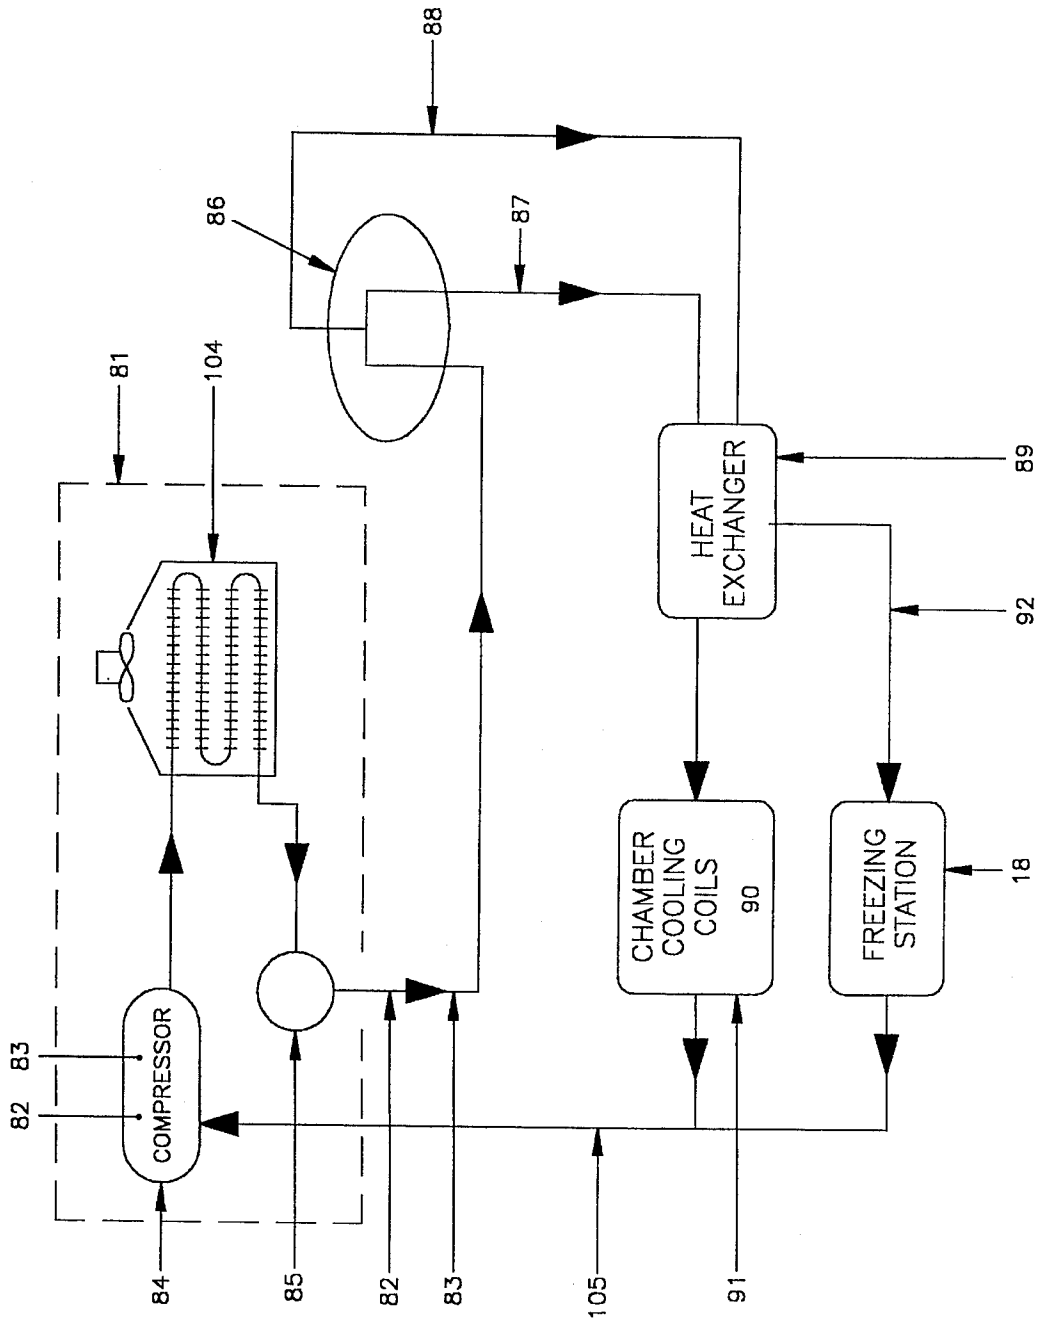 82
83
84
COMPRESSOR
81
104
85
82
83
86
88
87
105
91
CHAMBER
COOLING
COILS
90
HEAT
EXCHANGER
89
FREEZING
STATION
18
92